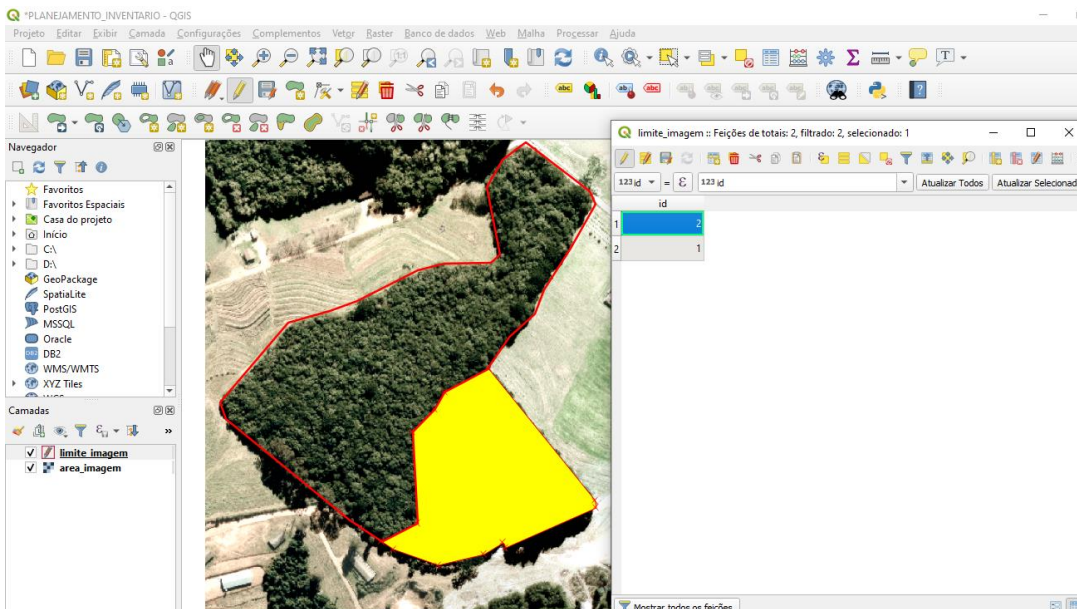 *PLANEJAMENTO_INVENTARIO - QGIS
Projeto Editar Exibir Camada Configurações Complementos Vetor Raster Banco de dados Web Malha Processar Ajuda
Navegador
Favoritos
Favoritos Espaciais
Casa do projeto
Início
C:\
D:\
GeoPackage
SpatiaLite
PostGIS
MSSQL
Oracle
DB2
WMS/WMTS
XYZ Tiles
Camadas
limite_imagem
area_imagem
limite_imagem :: Feições de totais: 2, filtrado: 2, selecionado: 1
123 id = ε 123 id Atualizar Todos Atualizar Selecionad
id
1 2
2 1
Mostrar todos os feições